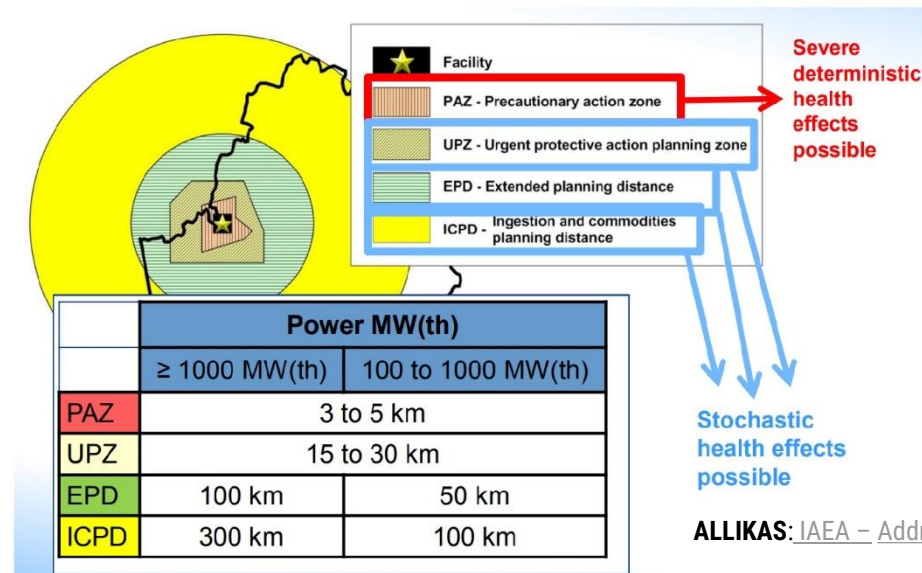 Facility
PAZ - Precautionary action zone
UPZ - Urgent protective action planning zone
EPD - Extended planning distance
ICPD - Ingestion and commodities
planning distance
Severe
deterministic
health
effects
possible
Power MW(th)
≥ 1000 MW(th) 100 to 1000 MW(th)
PAZ 3 to 5 km
UPZ 15 to 30 km
EPD 100 km 50 km
ICPD 300 km 100 km
Stochastic
health effects
possible
ALLIKAS: IAEA – Addr